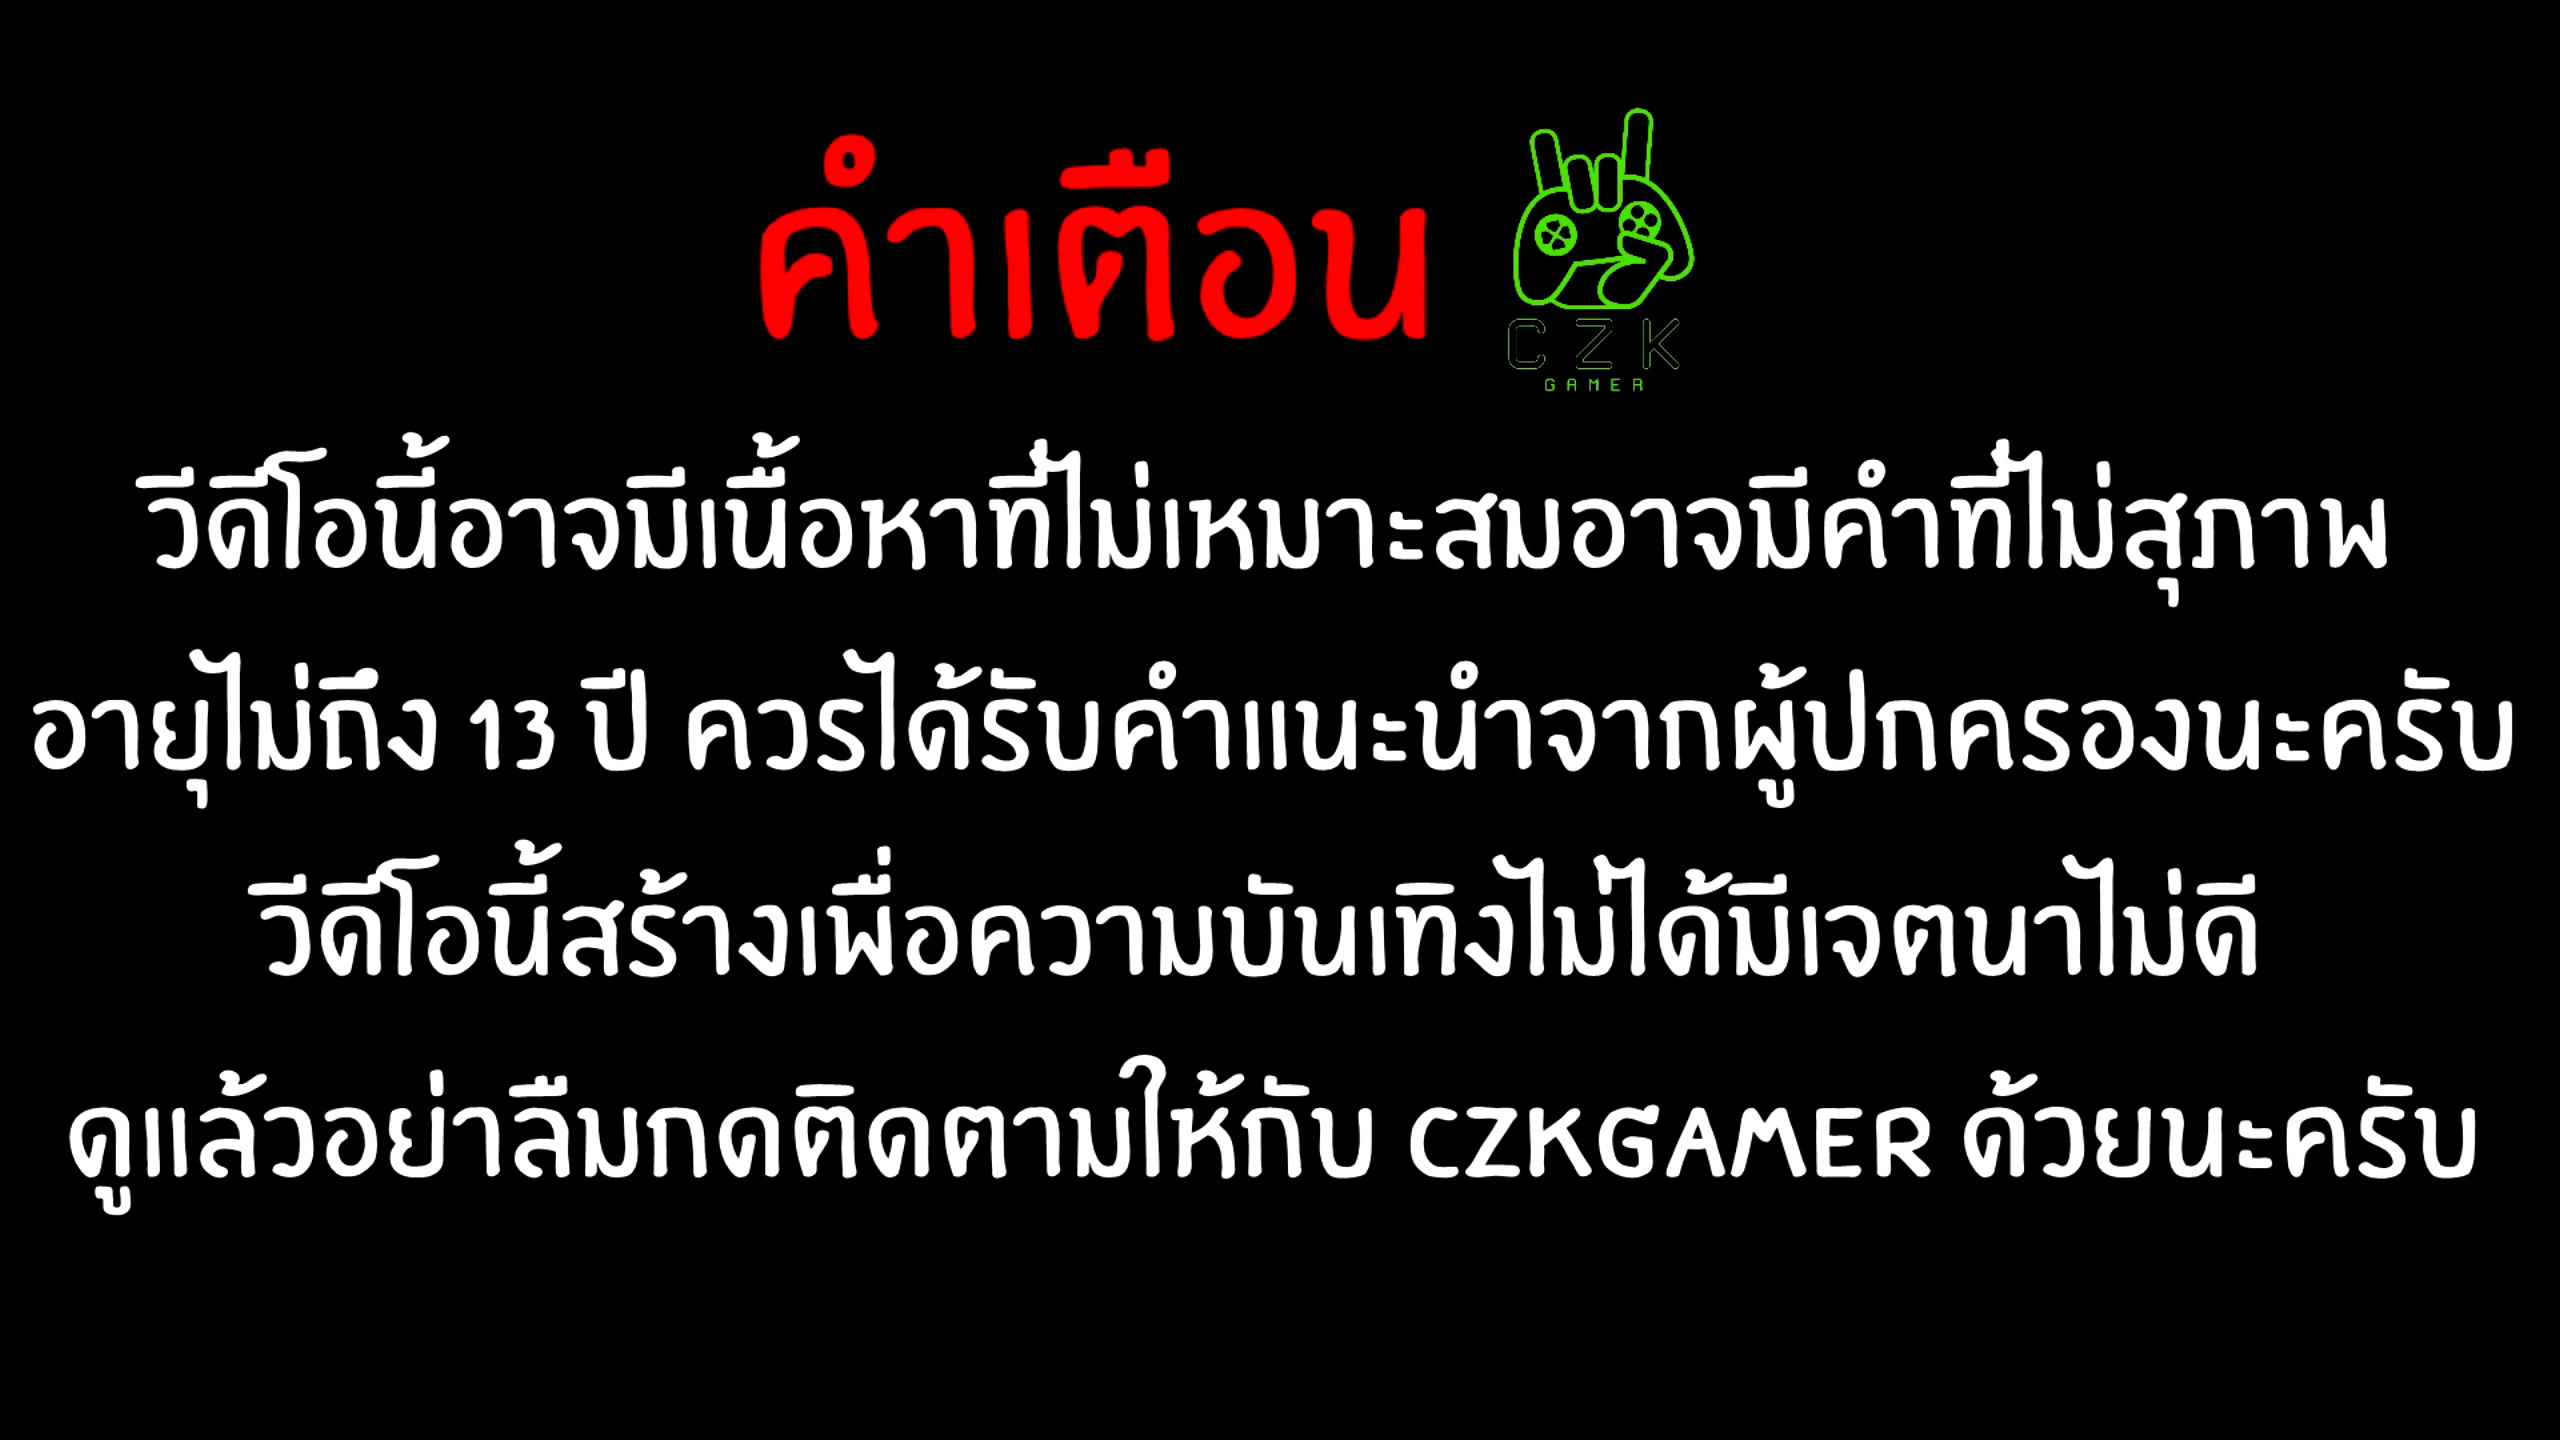 คำเตือน
CZK
GAMER
วีดีโอนี้อาจมีเนื้อหาที่ไม่เหมาะสมอาจมีคำที่ไม่สุภาพ
อายุไม่ถึง 13 ปี ควรได้รับคำแนะนำจากผู้ปกครองนะครับ
วีดีโอนี้สร้างเพื่อความบันเทิงไม่ได้มีเจตนาไม่ดี
ดูแล้วอย่าลืมกดติดตามให้กับ CZKGAMER ด้วยนะครับ